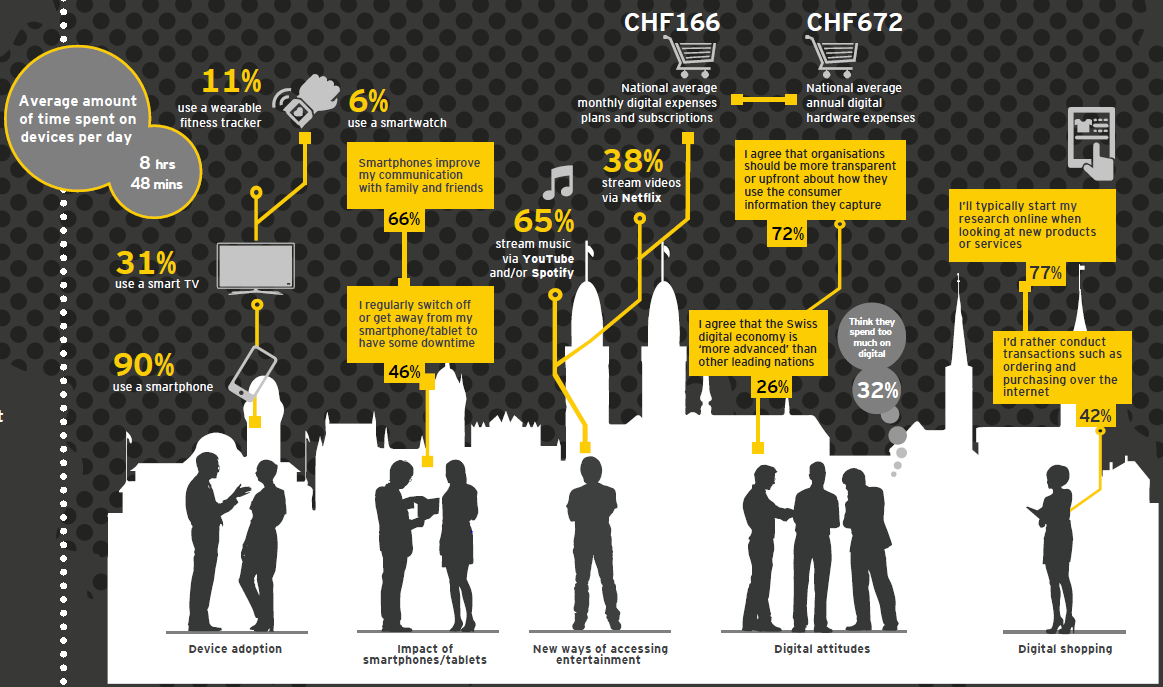 Average amount
of time spent on
devices per day
8 hrs
48 mins
11%
use a wearable
fitness tracker
6%
use a smartwatch
31%
use a smart TV
90%
use a smartphone
Smartphones improve
my communication
with family and friends
66%
I regularly switch off
or get away from my
smartphone/tablet to
have some downtime
46%
65%
stream music
via YouTube
and/or Spotify
38%
stream videos
via Netflix
CHF166
National average
monthly digital expenses
plans and subscriptions
CHF672
National average
annual digital
hardware expenses
I agree that organisations
should be more transparent
or upfront about how they
use the consumer
information they capture
72%
I agree that the Swiss
digital economy is
‘more advanced’ than
other leading nations
26%
Think they
spend too
much on
digital
32%
I’ll typically start my
research online when
looking at new products
or services
77%
I’d rather conduct
transactions such as
ordering and
purchasing over the
internet
42%
Device adoption
Impact of
smartphones/tablets
New ways of accessing
entertainment
Digital attitudes
Digital shopping